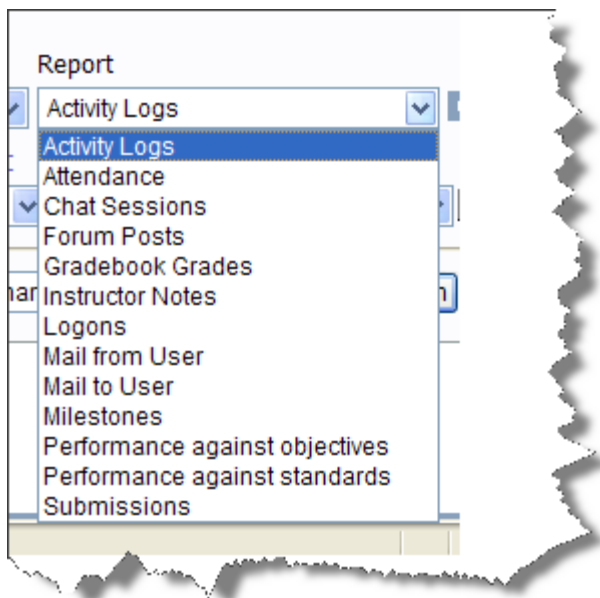 Report
Activity Logs
Activity Logs
Attendance
Chat Sessions
Forum Posts
Gradebook Grades
Instructor Notes
Logons
Mail from User
Mail to User
Milestones
Performance against objectives
Performance against standards
Submissions